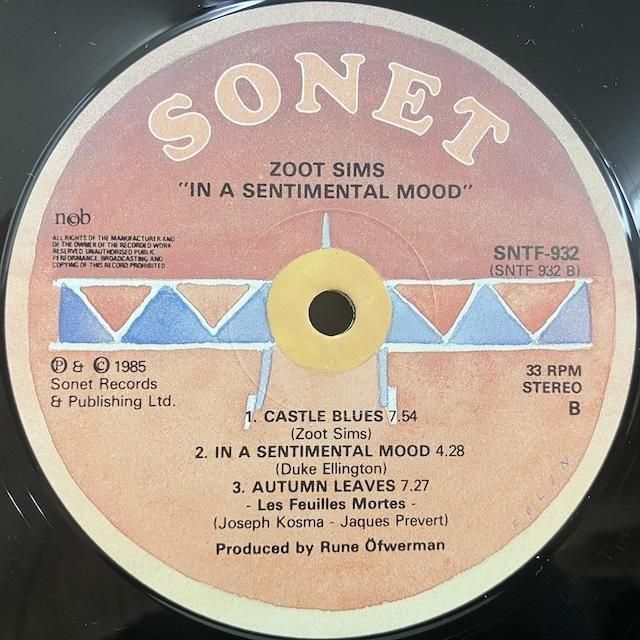 SONET
ZOOT SIMS
"IN A SENTIMENTAL MOOD"
ncb
ALL RIGHTS OF THE MANUFACTURER AND
OF THE OWNER OF THE RECORDED WORK
RESERVED. UNAUTHORISED PUBLIC
PERFORMANCE, BROADCASTING AND
COPYING OF THIS RECORD PROHIBITED
SNTF-932
(SNTF 932 B)
℗ & © 1985
Sonet Records
& Publishing Ltd.
33 RPM
STEREO
B
1. CASTLE BLUES 7.54
(Zoot Sims)
2. IN A SENTIMENTAL MOOD 4.28
(Duke Ellington)
3. AUTUMN LEAVES 7.27
- Les Feuilles Mortes -
(Joseph Kosma - Jaques Prevert)
Produced by Rune Öfwerman
FOLON